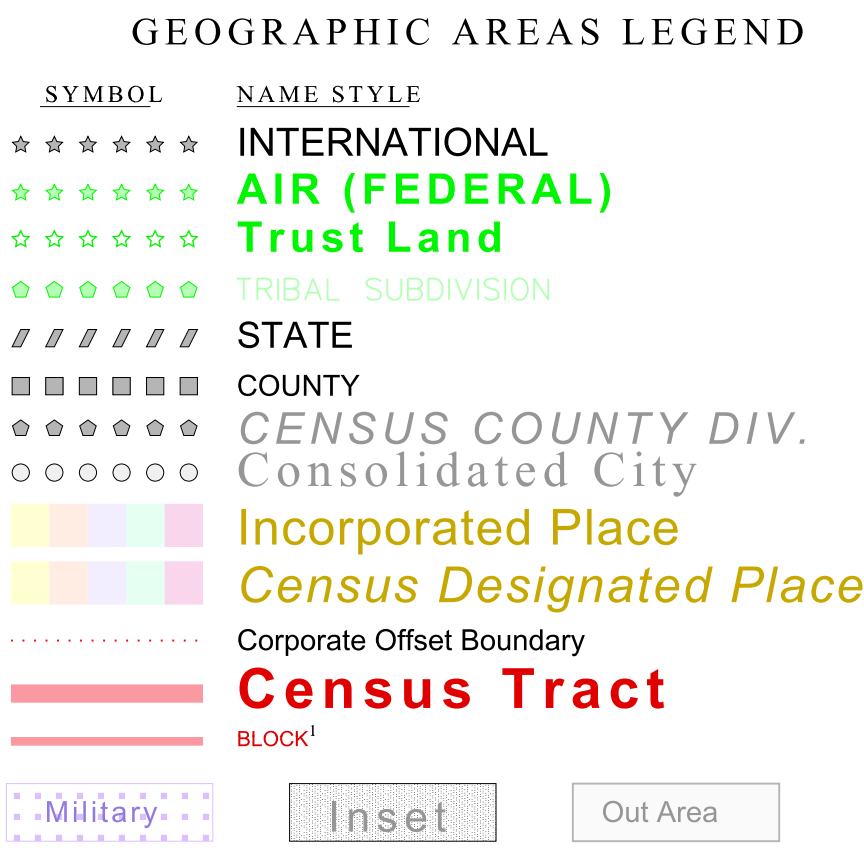 GEOGRAPHIC AREAS LEGEND
SYMBOL NAME STYLE
INTERNATIONAL
AIR (FEDERAL)
Trust Land
TRIBAL SUBDIVISION
STATE
COUNTY
CENSUS COUNTY DIV.
Consolidated City
Incorporated Place
Census Designated Place
Corporate Offset Boundary
Census Tract
BLOCK¹
Military Inset Out Area